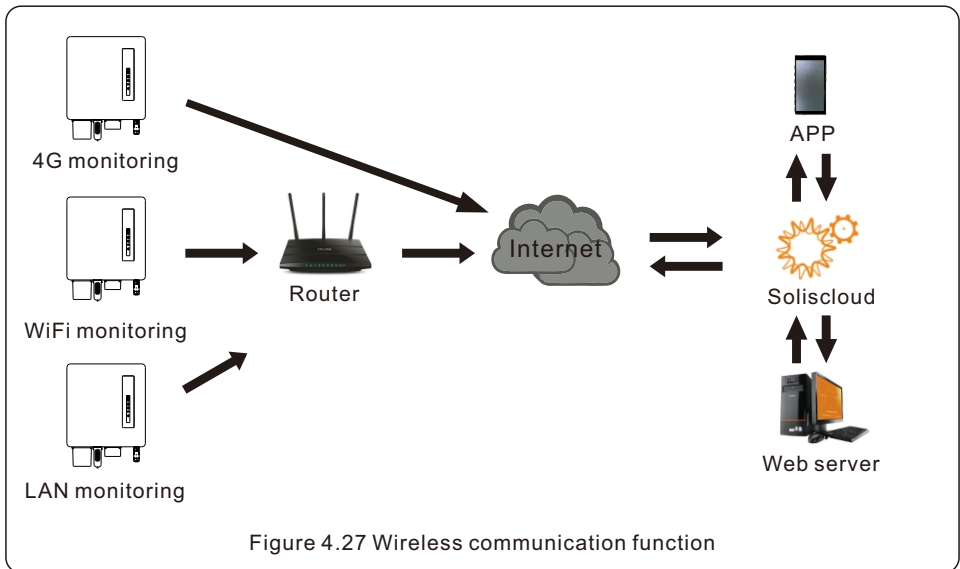 4G monitoring
WiFi monitoring
LAN monitoring
Router
Internet
APP
Soliscloud
Web server
Figure 4.27 Wireless communication function